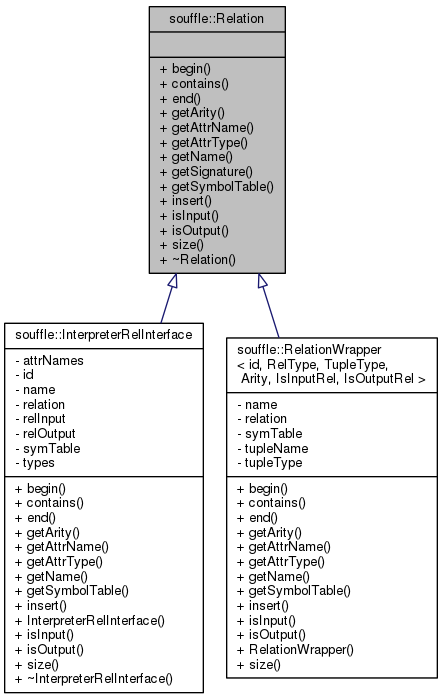 souffle::Relation
+ begin()
+ contains()
+ end()
+ getArity()
+ getAttrName()
+ getAttrType()
+ getName()
+ getSignature()
+ getSymbolTable()
+ insert()
+ isInput()
+ isOutput()
+ size()
+ ~Relation()
souffle::InterpreterRelInterface
- attrNames
- id
- name
- relation
- relInput
- relOutput
- symTable
- types
+ begin()
+ contains()
+ end()
+ getArity()
+ getAttrName()
+ getAttrType()
+ getName()
+ getSymbolTable()
+ insert()
+ InterpreterRelInterface()
+ isInput()
+ isOutput()
+ size()
+ ~InterpreterRelInterface()
souffle::RelationWrapper
< id, RelType, TupleType,
Arity, IsInputRel, IsOutputRel >
- name
- relation
- symTable
- tupleName
- tupleType
+ begin()
+ contains()
+ end()
+ getArity()
+ getAttrName()
+ getAttrType()
+ getName()
+ getSymbolTable()
+ insert()
+ isInput()
+ isOutput()
+ RelationWrapper()
+ size()